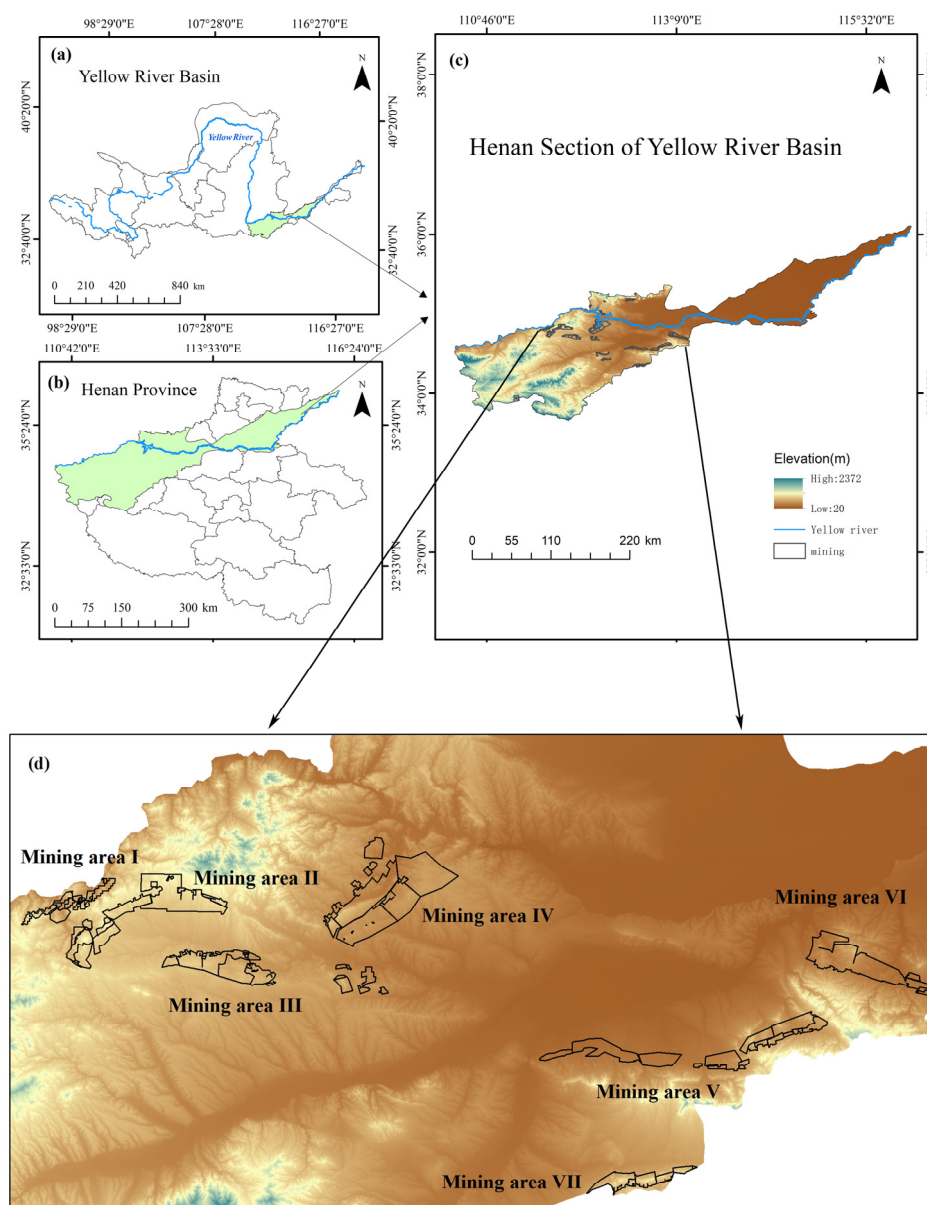 98°29'0"E 107°28'0"E 116°27'0"E
(a)
Yellow River Basin
N
40°20'0"N
40°20'0"N
Yellow River
32°40'0"N
32°40'0"N
0 210 420 840 km
98°29'0"E 107°28'0"E 116°27'0"E
110°42'0"E 113°33'0"E 116°24'0"E
(b)
Henan Province
N
35°24'0"N
35°24'0"N
32°33'0"N
32°33'0"N
0 75 150 300 km
110°46'0"E 113°9'0"E 115°32'0"E
(c)
N
38°0'0"N
Henan Section of Yellow River Basin
36°0'0"N
34°0'0"N
32°0'0"N
Elevation(m)
High:2372
Low:20
Yellow river
mining
0 55 110 220 km
(d)
Mining area I
Mining area II
Mining area VI
Mining area IV
Mining area III
Mining area V
Mining area VII